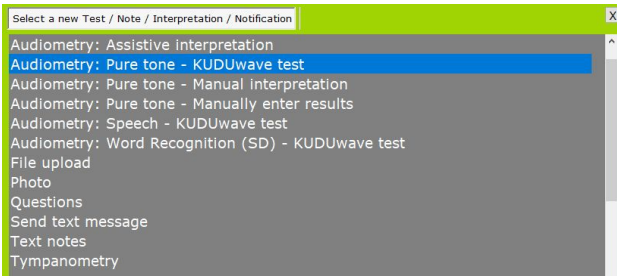 Select a new Test / Note / Interpretation / Notification
X
Audiometry: Assistive interpretation
Audiometry: Pure tone - KUDUwave test
Audiometry: Pure tone - Manual interpretation
Audiometry: Pure tone - Manually enter results
Audiometry: Speech - KUDUwave test
Audiometry: Word Recognition (SD) - KUDUwave test
File upload
Photo
Questions
Send text message
Text notes
Tympanometry